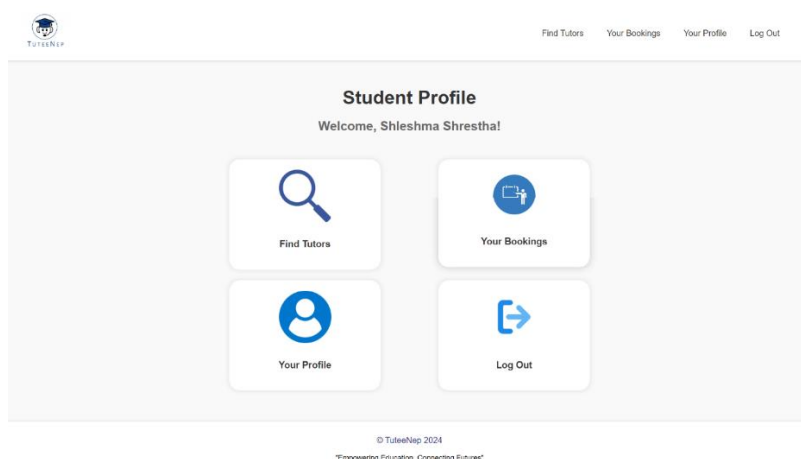 TUTEENEP
Find Tutors Your Bookings Your Profile Log Out
Student Profile
Welcome, Shleshma Shrestha!
Find Tutors
Your Bookings
Your Profile
Log Out
© TuteeNep 2024
"Empowering Education, Connecting Futures"